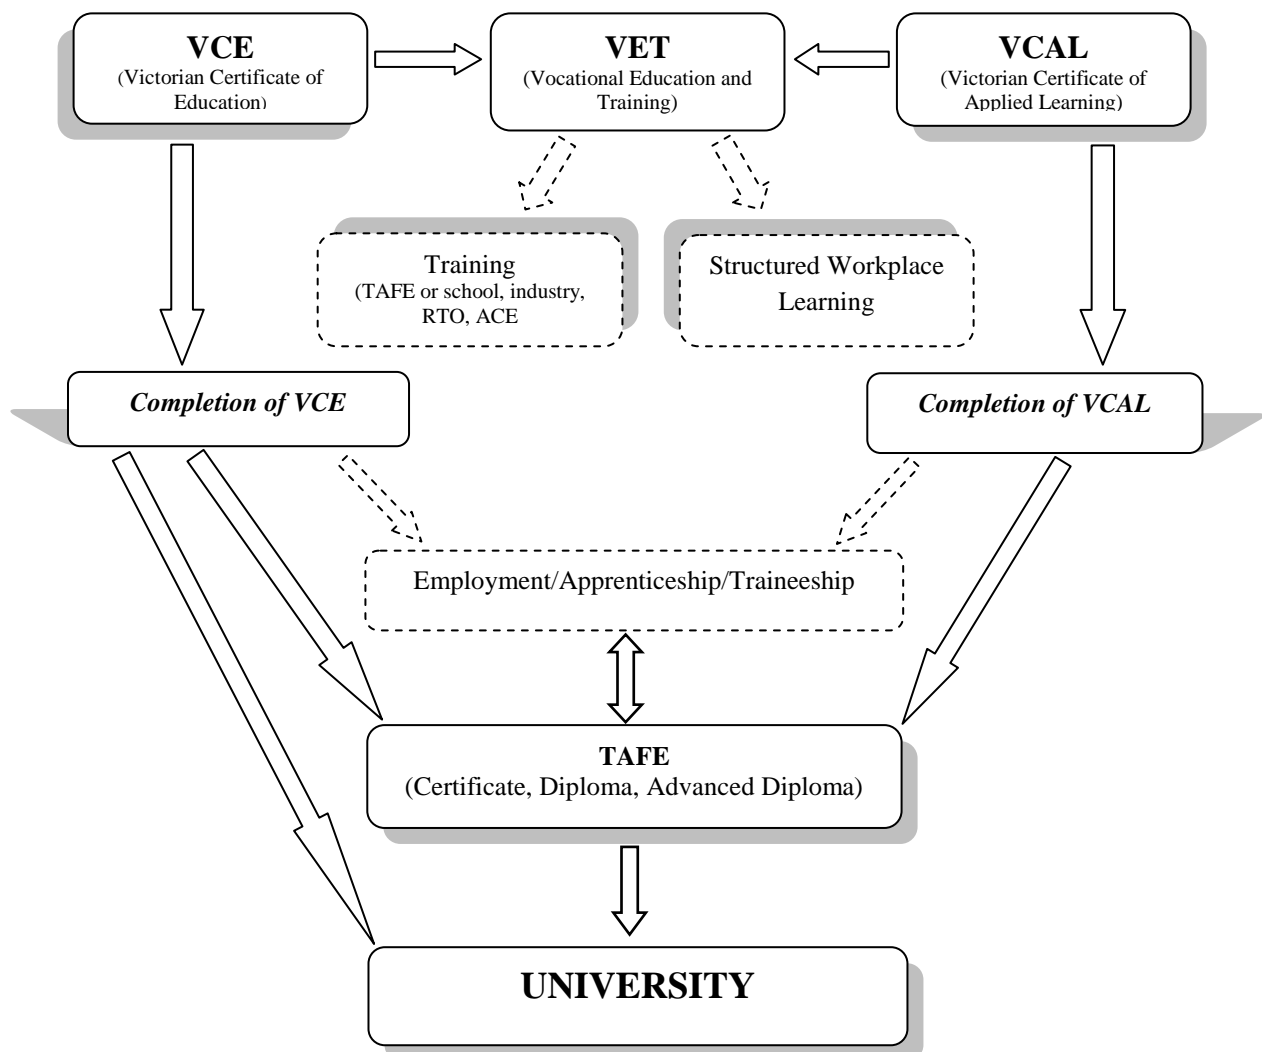 VCE
(Victorian Certificate of
Education)
VET
(Vocational Education and
Training)
VCAL
(Victorian Certificate of
Applied Learning)
Training
(TAFE or school, industry,
RTO, ACE
Structured Workplace
Learning
Completion of VCE
Completion of VCAL
Employment/Apprenticeship/Traineeship
TAFE
(Certificate, Diploma, Advanced Diploma)
UNIVERSITY